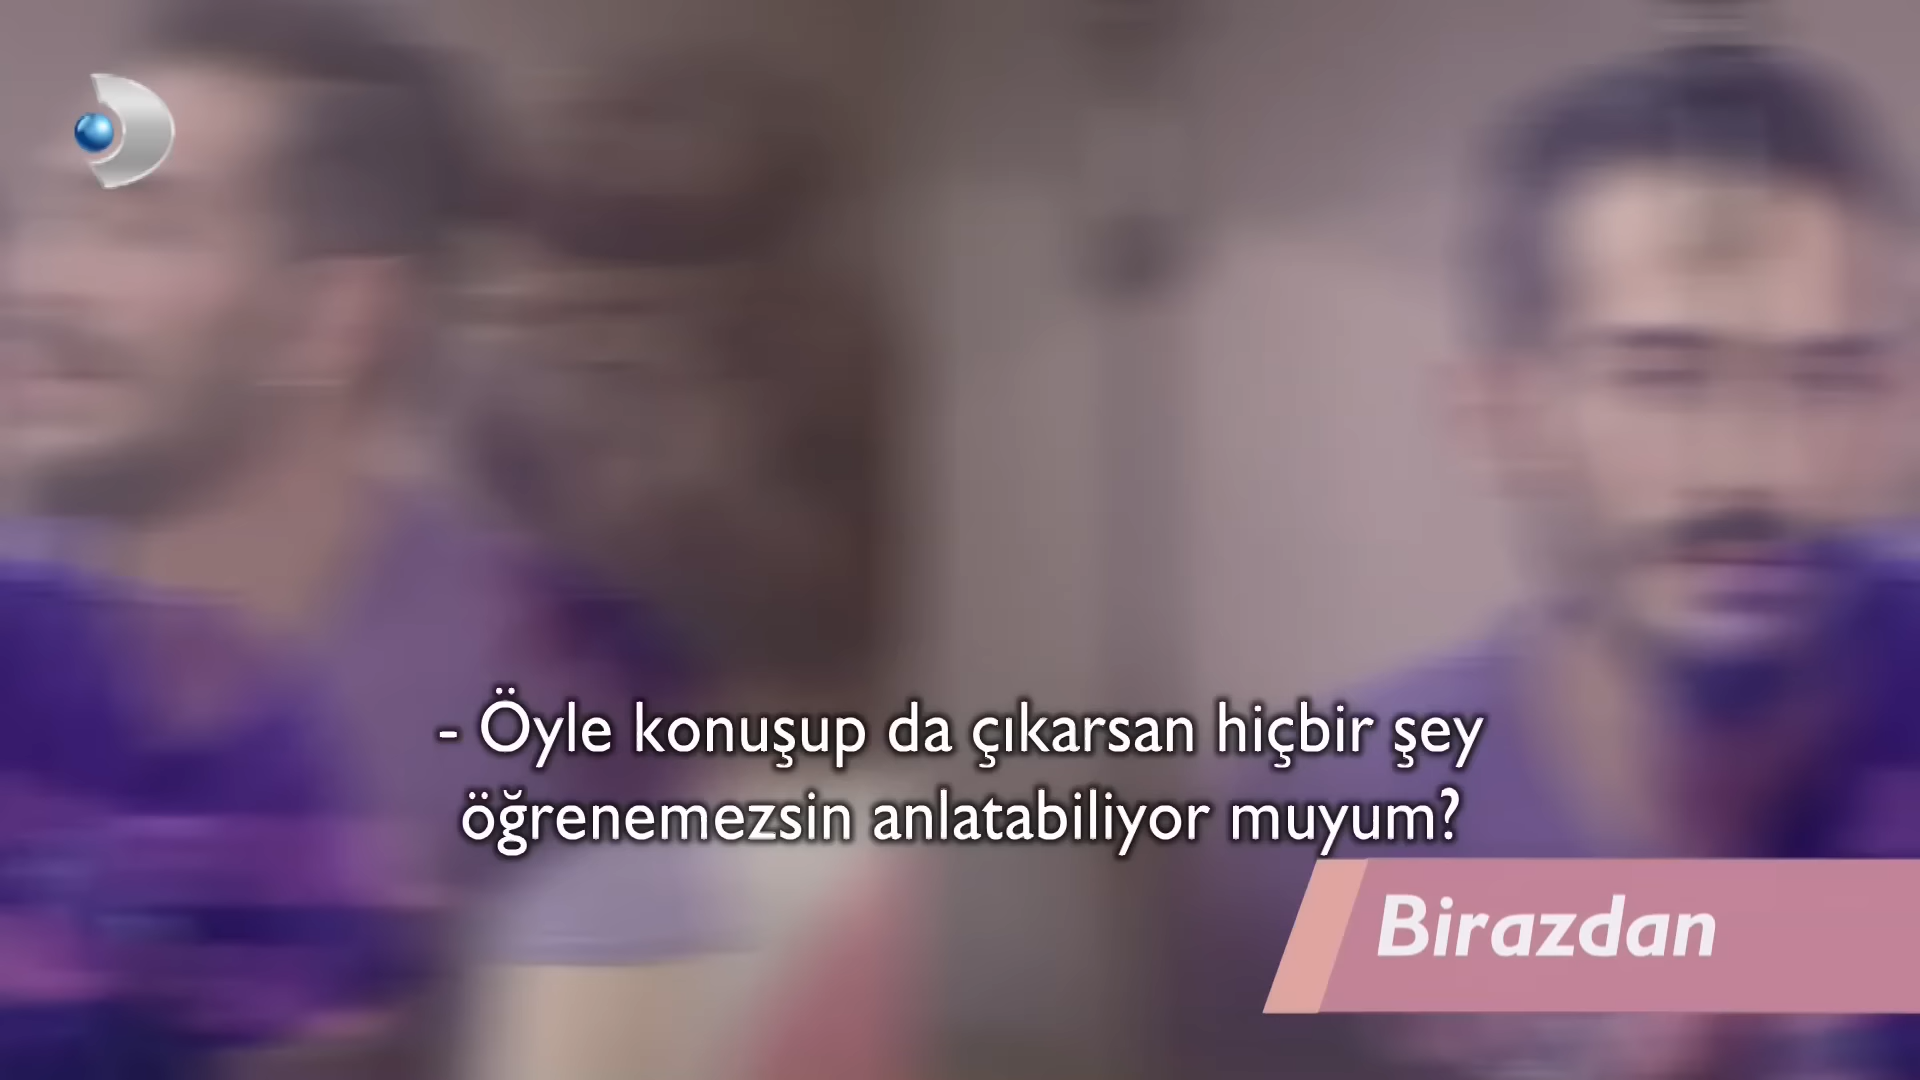 - Öyle konuşup da çıkarsan hiçbir şey
öğrenemezsin anlatabiliyor muyum?
Birazdan